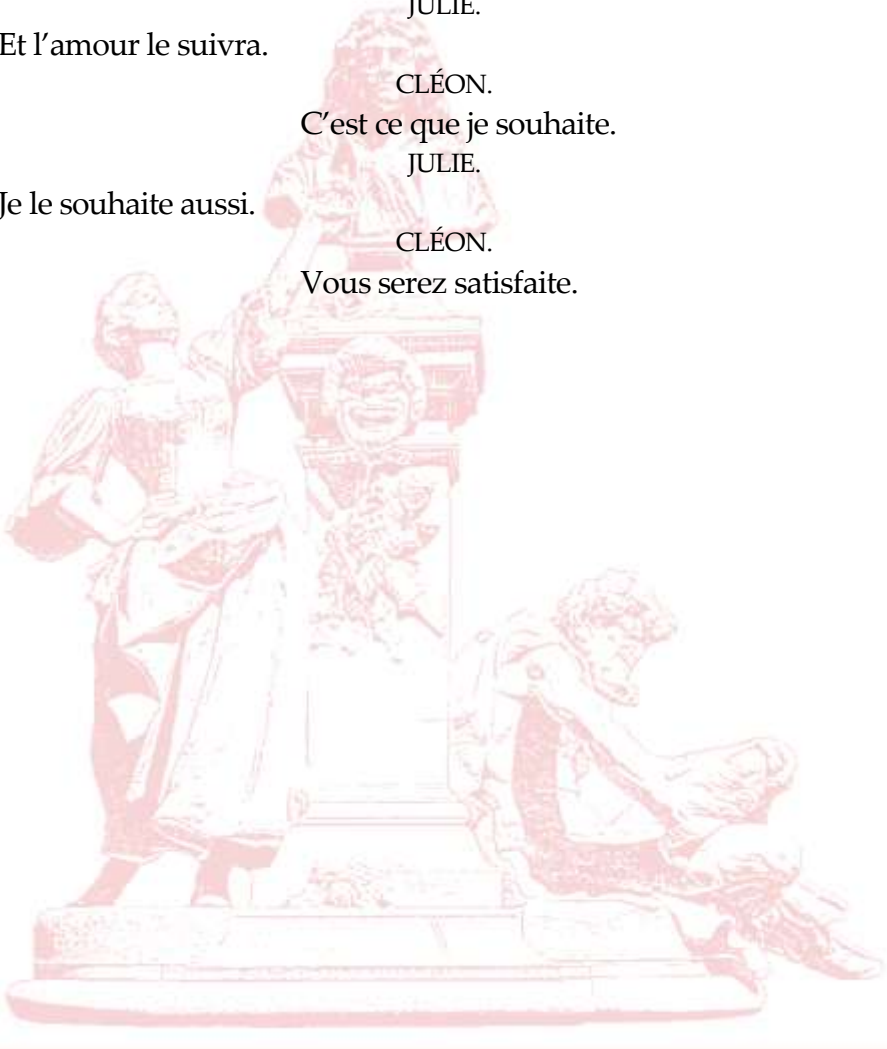 JULIE.
Et l’amour le suivra.
CLÉON.
C’est ce que je souhaite.
JULIE.
Je le souhaite aussi.
CLÉON.
Vous serez satisfaite.